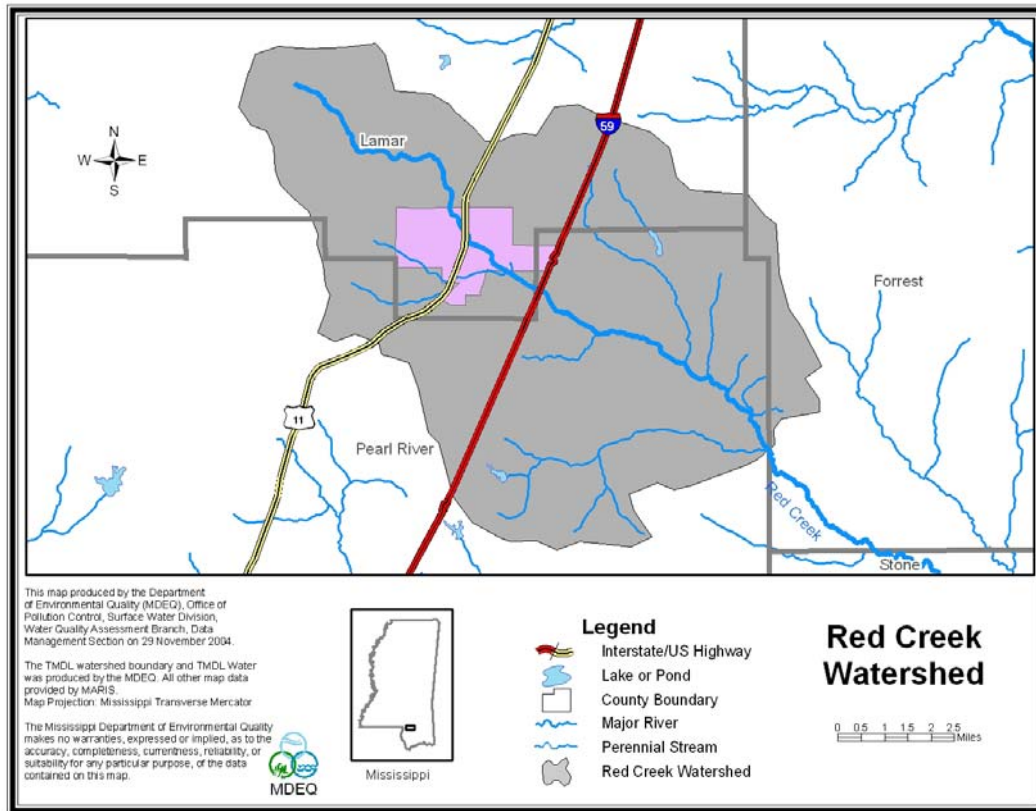 N
W E
S
Lamar
59
Forrest
11
Pearl River
Red Creek
Stone
This map produced by the Department
of Environmental Quality (MDEQ), Office of
Pollution Control, Surface Water Division,
Water Quality Assessment Branch, Data
Management Section on 29 November 2004.
The TMDL watershed boundary and TMDL Water
was produced by the MDEQ. All other map data
provided by MARIS.
Map Projection: Mississippi Transverse Mercator
The Mississippi Department of Environmental Quality
makes no warranties, expressed or implied, as to the
accuracy, completeness, currentness, reliability, or
suitability for any particular purpose, of the data
contained on this map.
MDEQ
Mississippi
Legend
Interstate/US Highway
Lake or Pond
County Boundary
Major River
Perennial Stream
Red Creek Watershed
Red Creek
Watershed
0 0.5 1 1.5 2 2.5
Miles